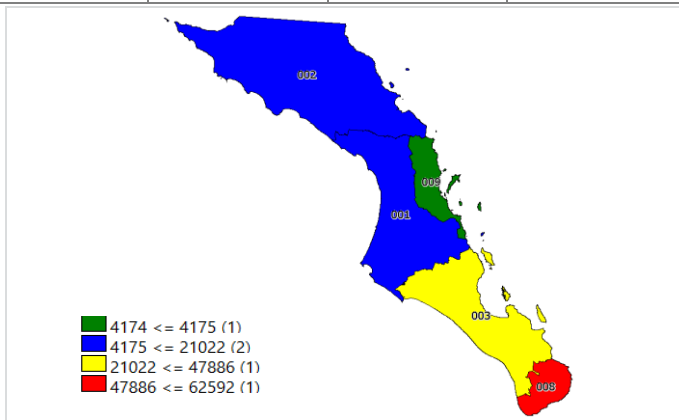 002
009
001
003
008
4174 <= 4175 (1)
4175 <= 21022 (2)
21022 <= 47886 (1)
47886 <= 62592 (1)